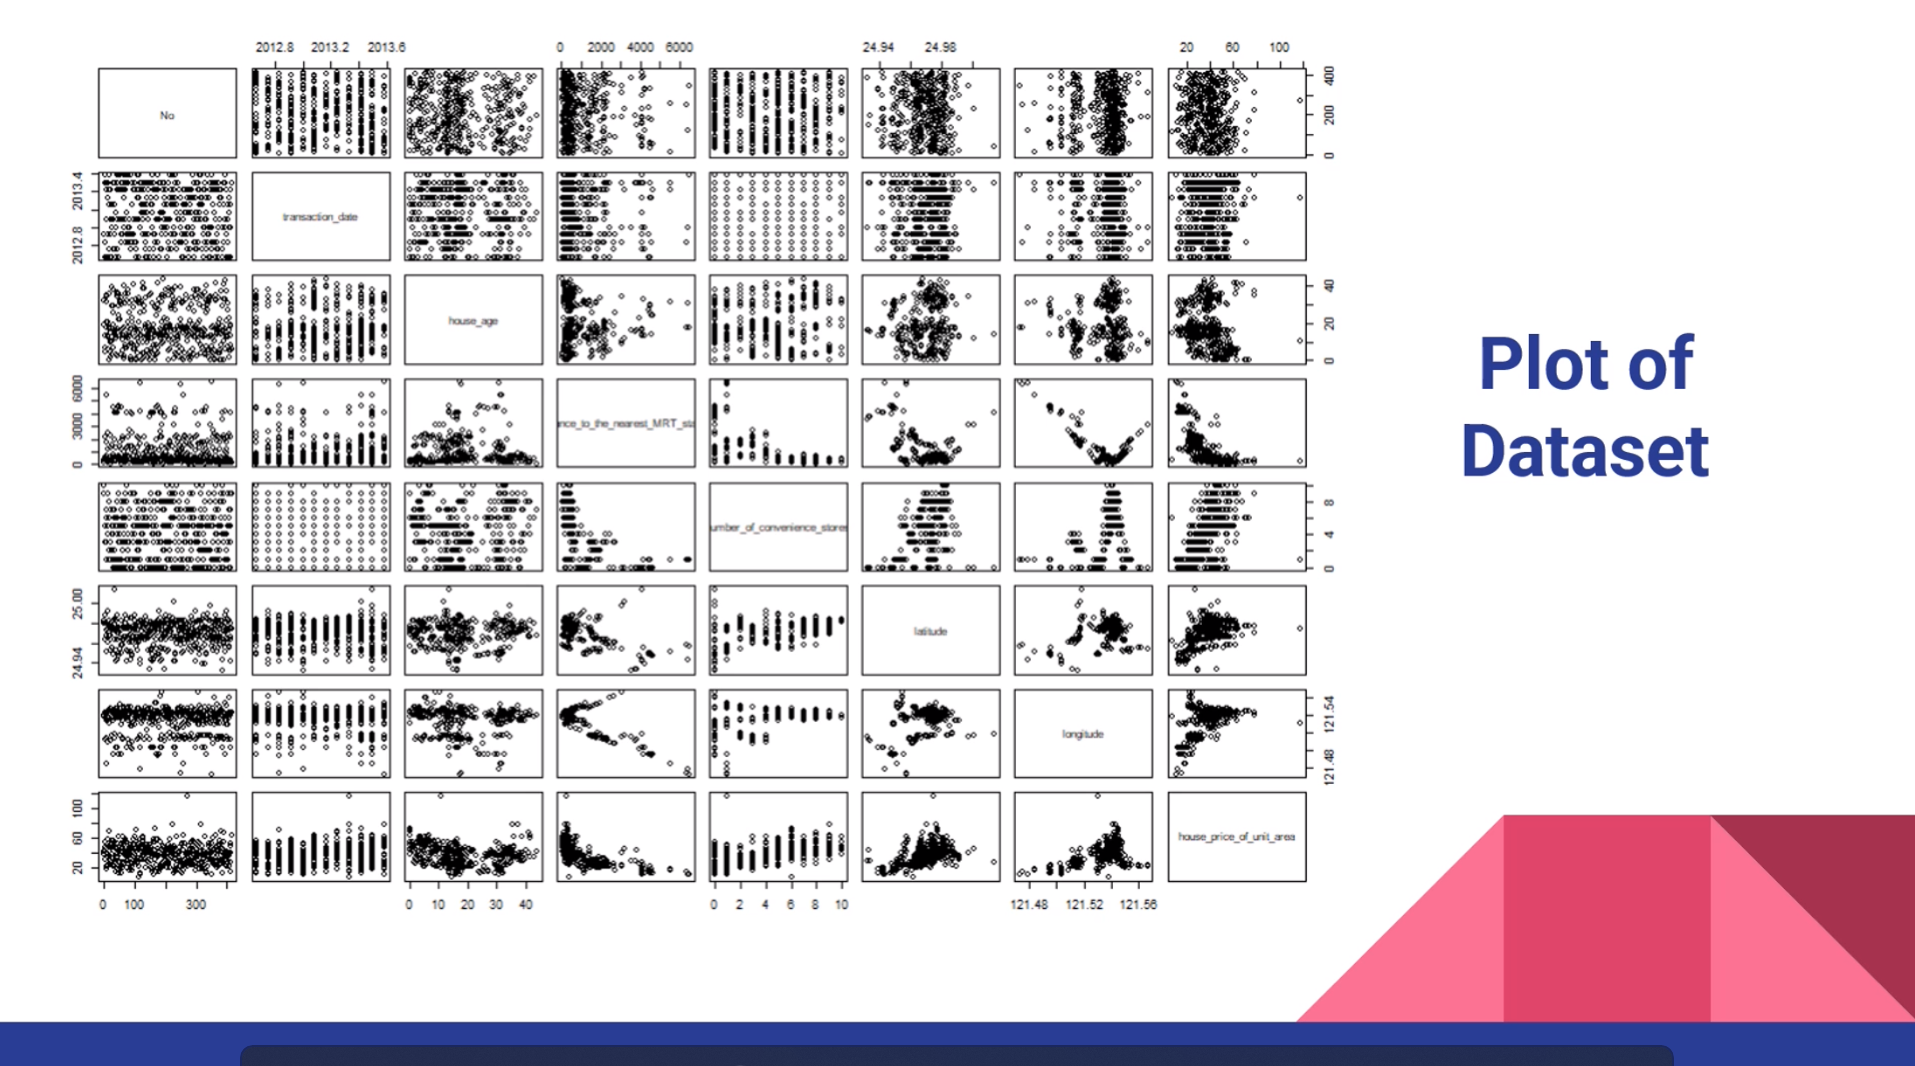 2012.8 2013.2 2013.6
0 2000 4000 6000
24.94 24.98
20 60 100
No
0 200 400
2012.8 2013.4
transaction_date
house_age
0 20 40
0 3000 6000
nce_to_the_nearest_MRT_sta
umber_of_convenience_stores
0 4 8
24.94 25.00
latitude
longitude
121.48 121.54
20 60 100
house_price_of_unit_area
0 100 300
0 10 20 30 40
0 2 4 6 8 10
121.48 121.52 121.56
Plot of
Dataset